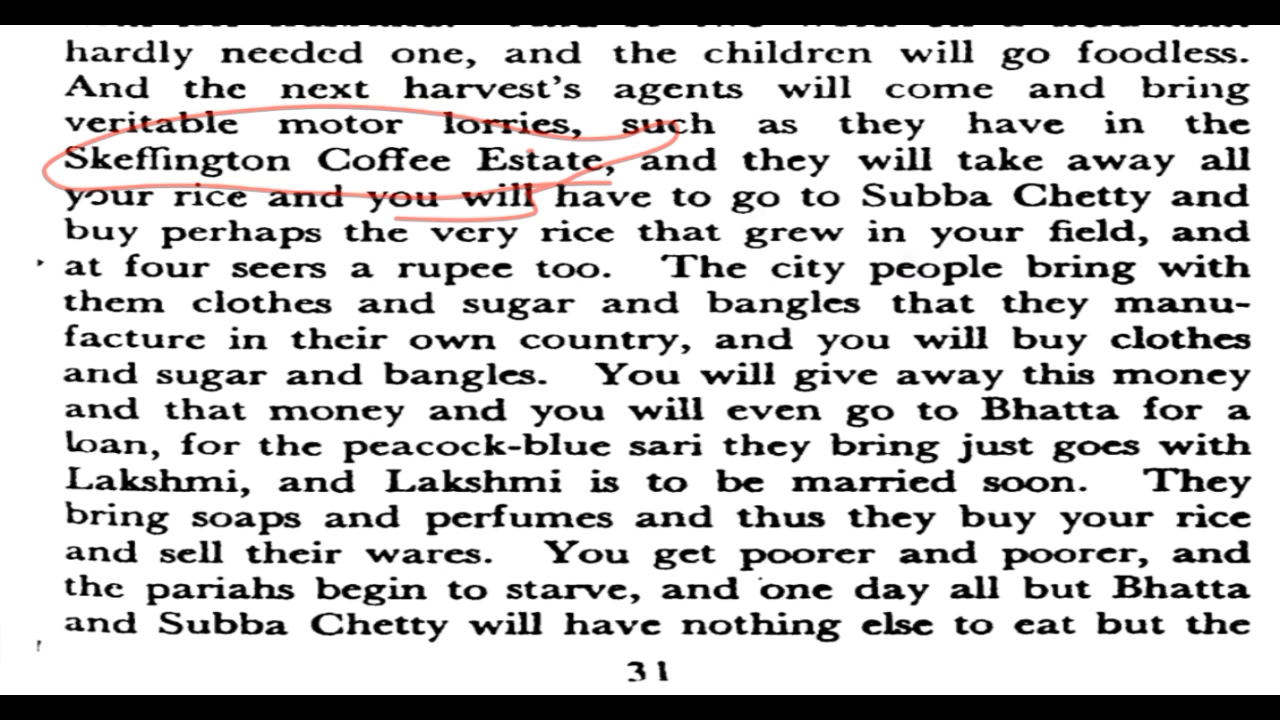 hardly needed one, and the children will go foodless.
And the next harvest's agents will come and bring
veritable motor lorries, such as they have in the
Skeffington Coffee Estate, and they will take away all
your rice and you will have to go to Subba Chetty and
buy perhaps the very rice that grew in your field, and
at four seers a rupee too. The city people bring with
them clothes and sugar and bangles that they manu-
facture in their own country, and you will buy clothes
and sugar and bangles. You will give away this money
and that money and you will even go to Bhatta for a
loan, for the peacock-blue sari they bring just goes with
Lakshmi, and Lakshmi is to be married soon. They
bring soaps and perfumes and thus they buy your rice
and sell their wares. You get poorer and poorer, and
the pariahs begin to starve, and one day all but Bhatta
and Subba Chetty will have nothing else to eat but the
31